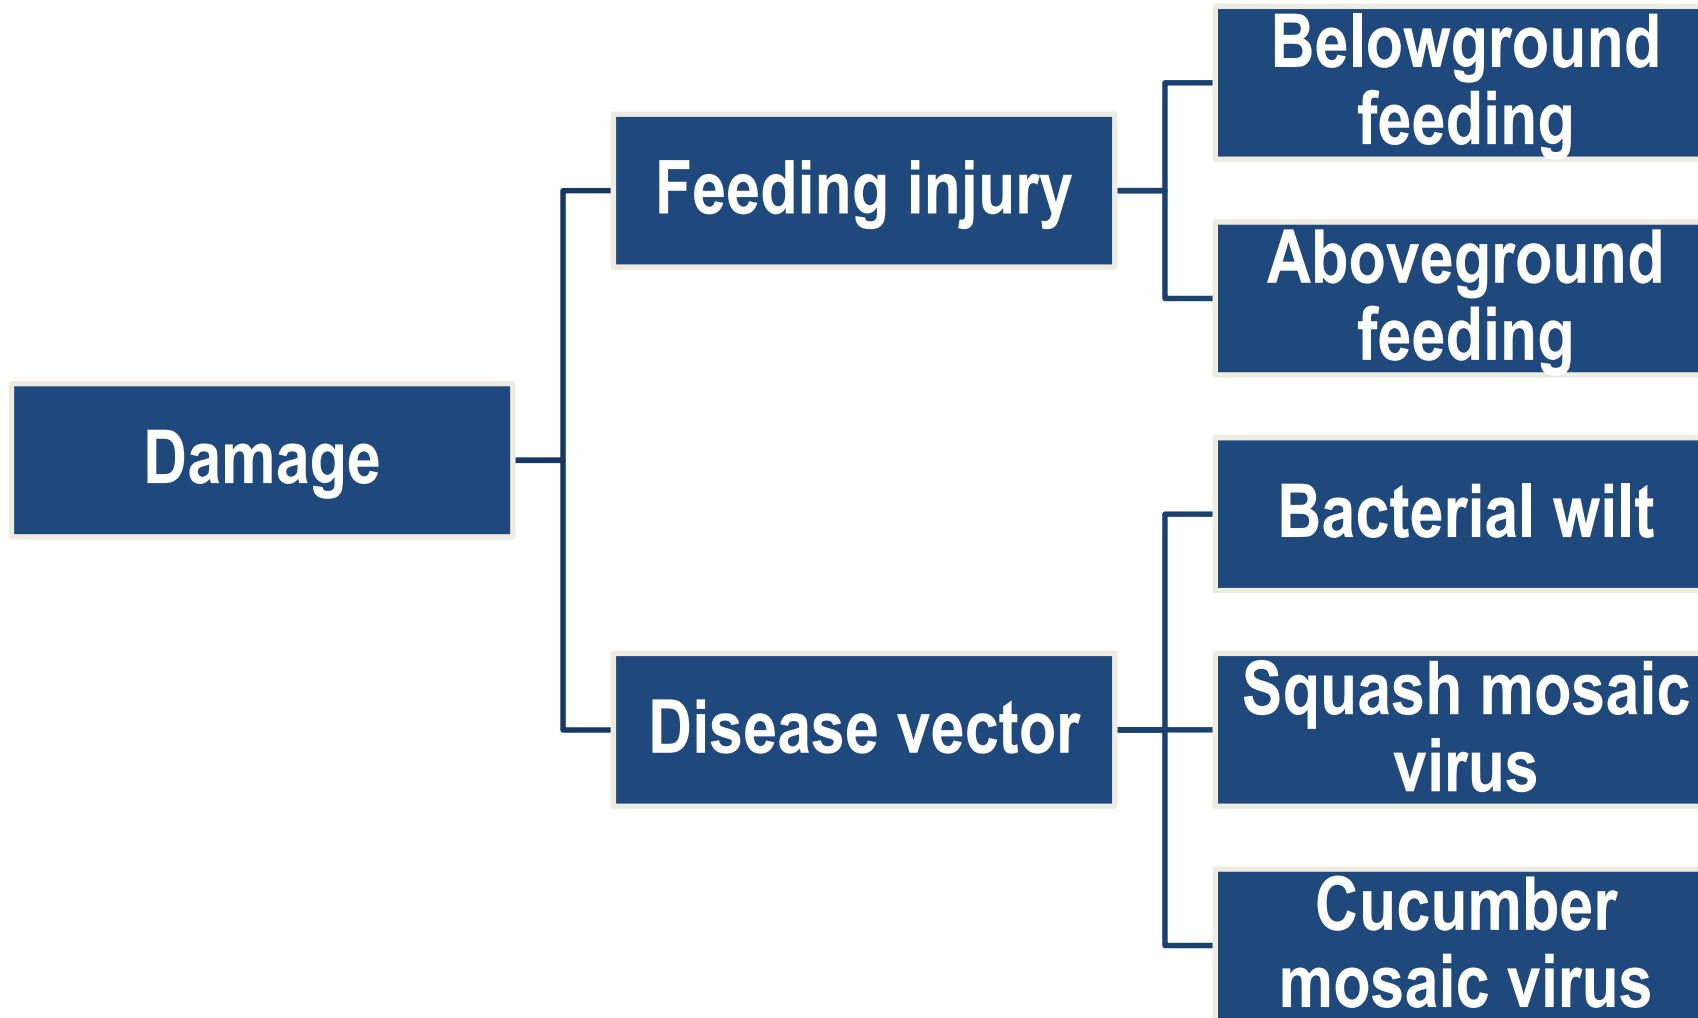 Damage
Feeding injury
Belowground
feeding
Aboveground
feeding
Disease vector
Bacterial wilt
Squash mosaic
virus
Cucumber
mosaic virus